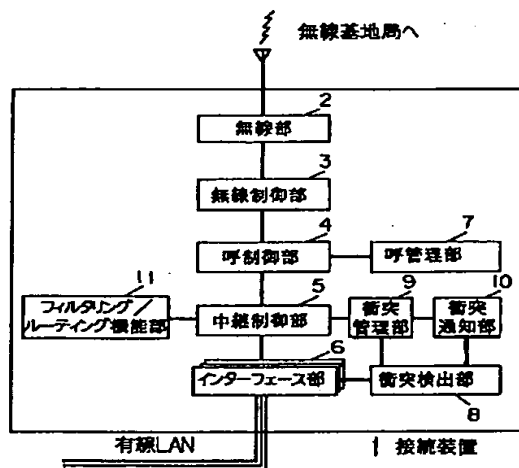 無線基地局へ
2
無線部
3
無線制御部
4
呼制御部
7
呼管理部
11
フィルタリング/
ルーティング機能部
5
中継制御部
9
衝突
管理部
10
衝突
通知部
6
インターフェース部
衝突検出部
8
有線LAN
1 接続装置